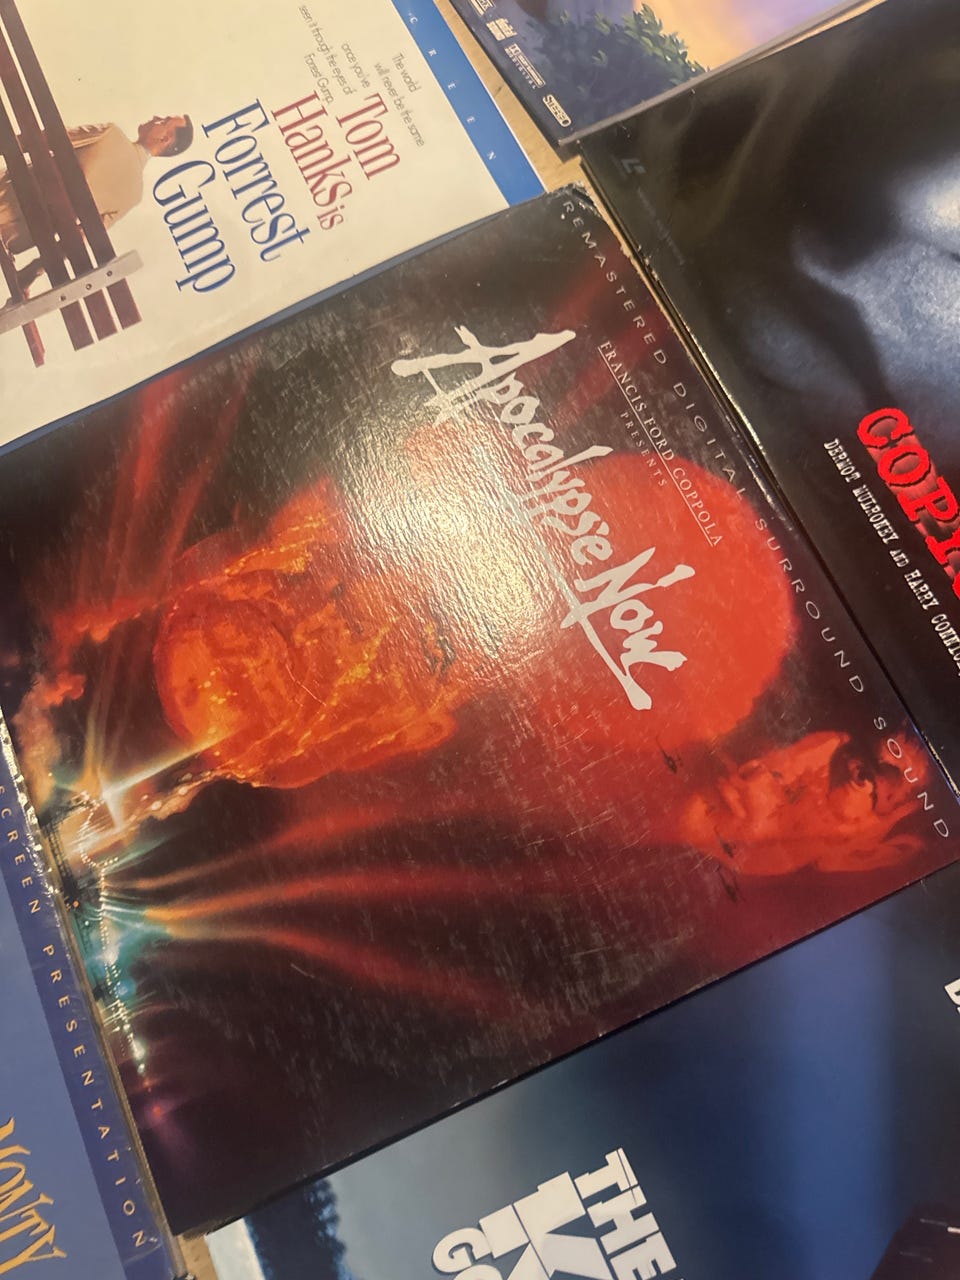 The world
will never be the same
once you've
seen it through the eyes of
Forrest Gump.
Tom
Hanks is
Forrest
Gump
STEREO
REMASTERED DIGITAL SURROUND SOUND
FRANCIS FORD COPPOLA
PRESENTS
Apocalypse Now
DERMOT MULRONEY AND HARRY
SCREEN PRESENTATION
MONTY
THE